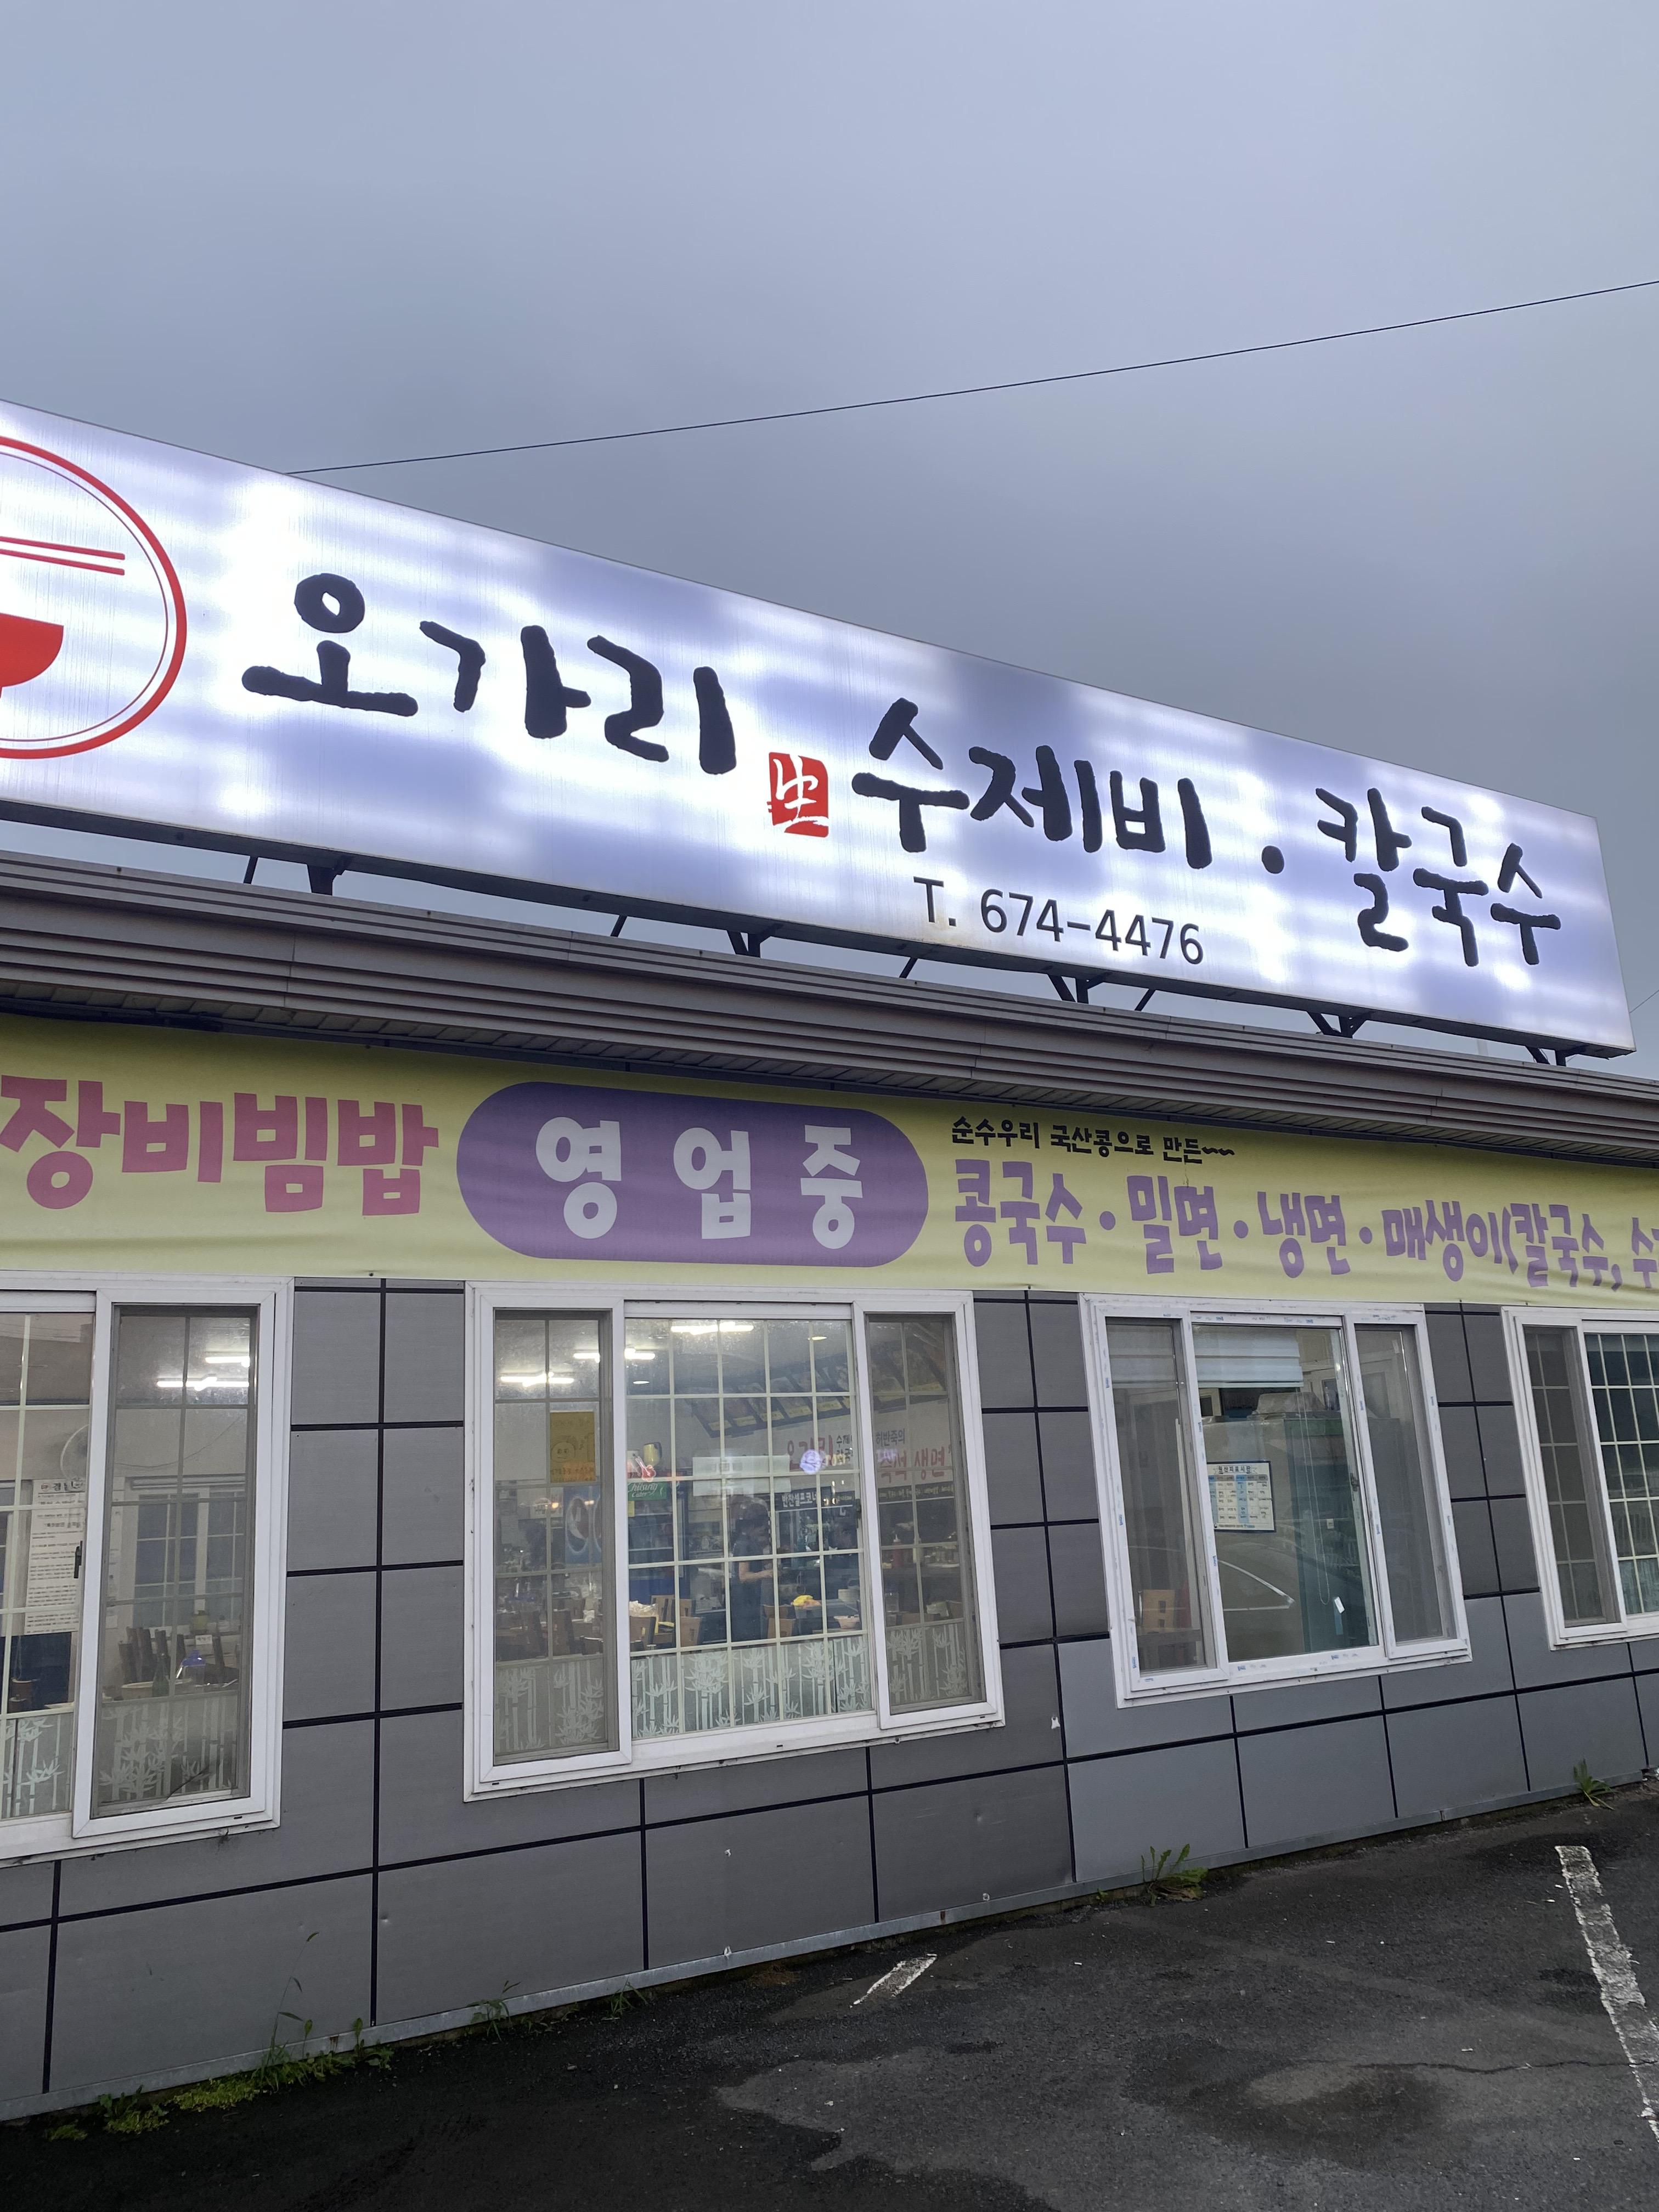 오가리 수제비·칼국수
T. 674-4476
장비빔밥
영업중
순수우리 국산콩으로 만든~~
콩국수·밀면·냉면·매생이(칼국수, 수